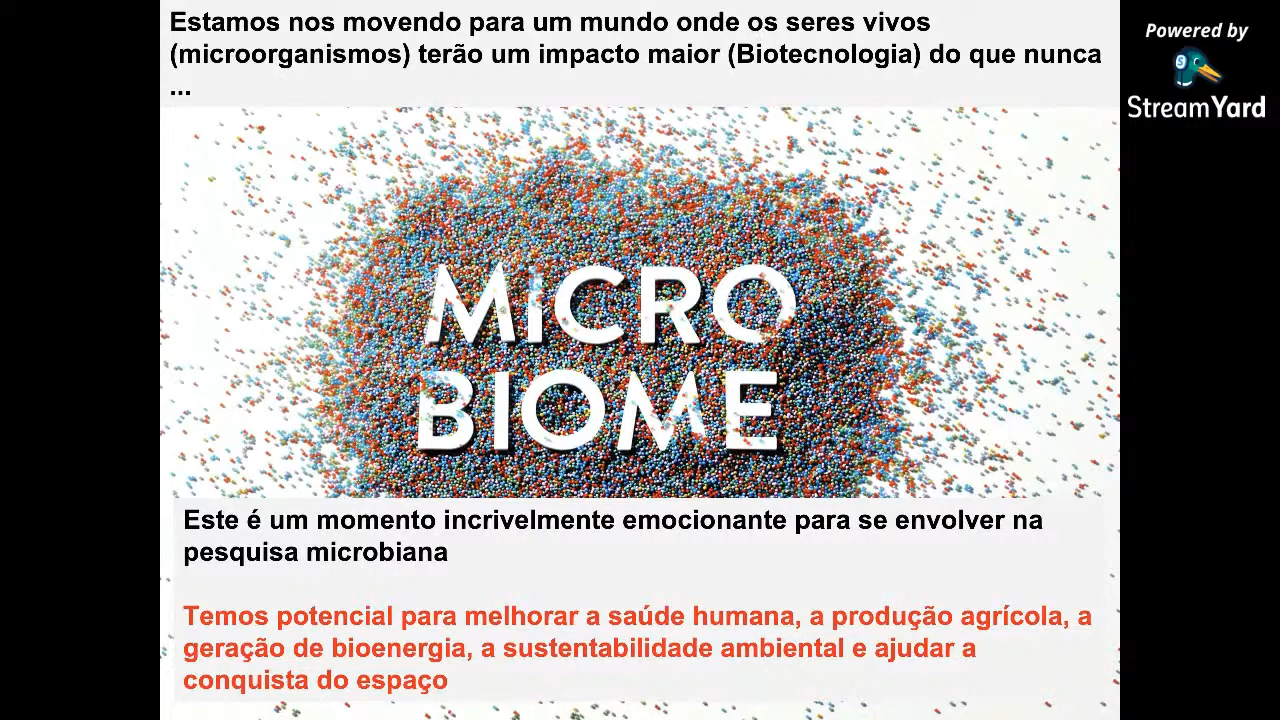 Estamos nos movendo para um mundo onde os seres vivos
(microorganismos) terão um impacto maior (Biotecnologia) do que nunca
...
Powered by
StreamYard
MICRO
BIOME
Este é um momento incrivelmente emocionante para se envolver na
pesquisa microbiana
Temos potencial para melhorar a saúde humana, a produção agrícola, a
geração de bioenergia, a sustentabilidade ambiental e ajudar a
conquista do espaço